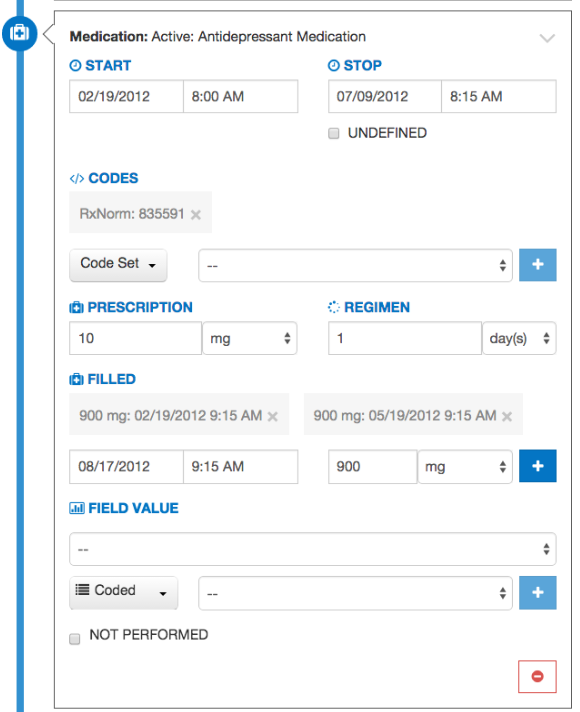 Medication: Active: Antidepressant Medication
START STOP
02/19/2012 8:00 AM 07/09/2012 8:15 AM
UNDEFINED
</> CODES
RxNorm: 835591 ×
Code Set -- +
PRESCRIPTION REGIMEN
10 mg 1 day(s)
FILLED
900 mg: 02/19/2012 9:15 AM × 900 mg: 05/19/2012 9:15 AM ×
08/17/2012 9:15 AM 900 mg +
FIELD VALUE
--
Coded -- +
NOT PERFORMED